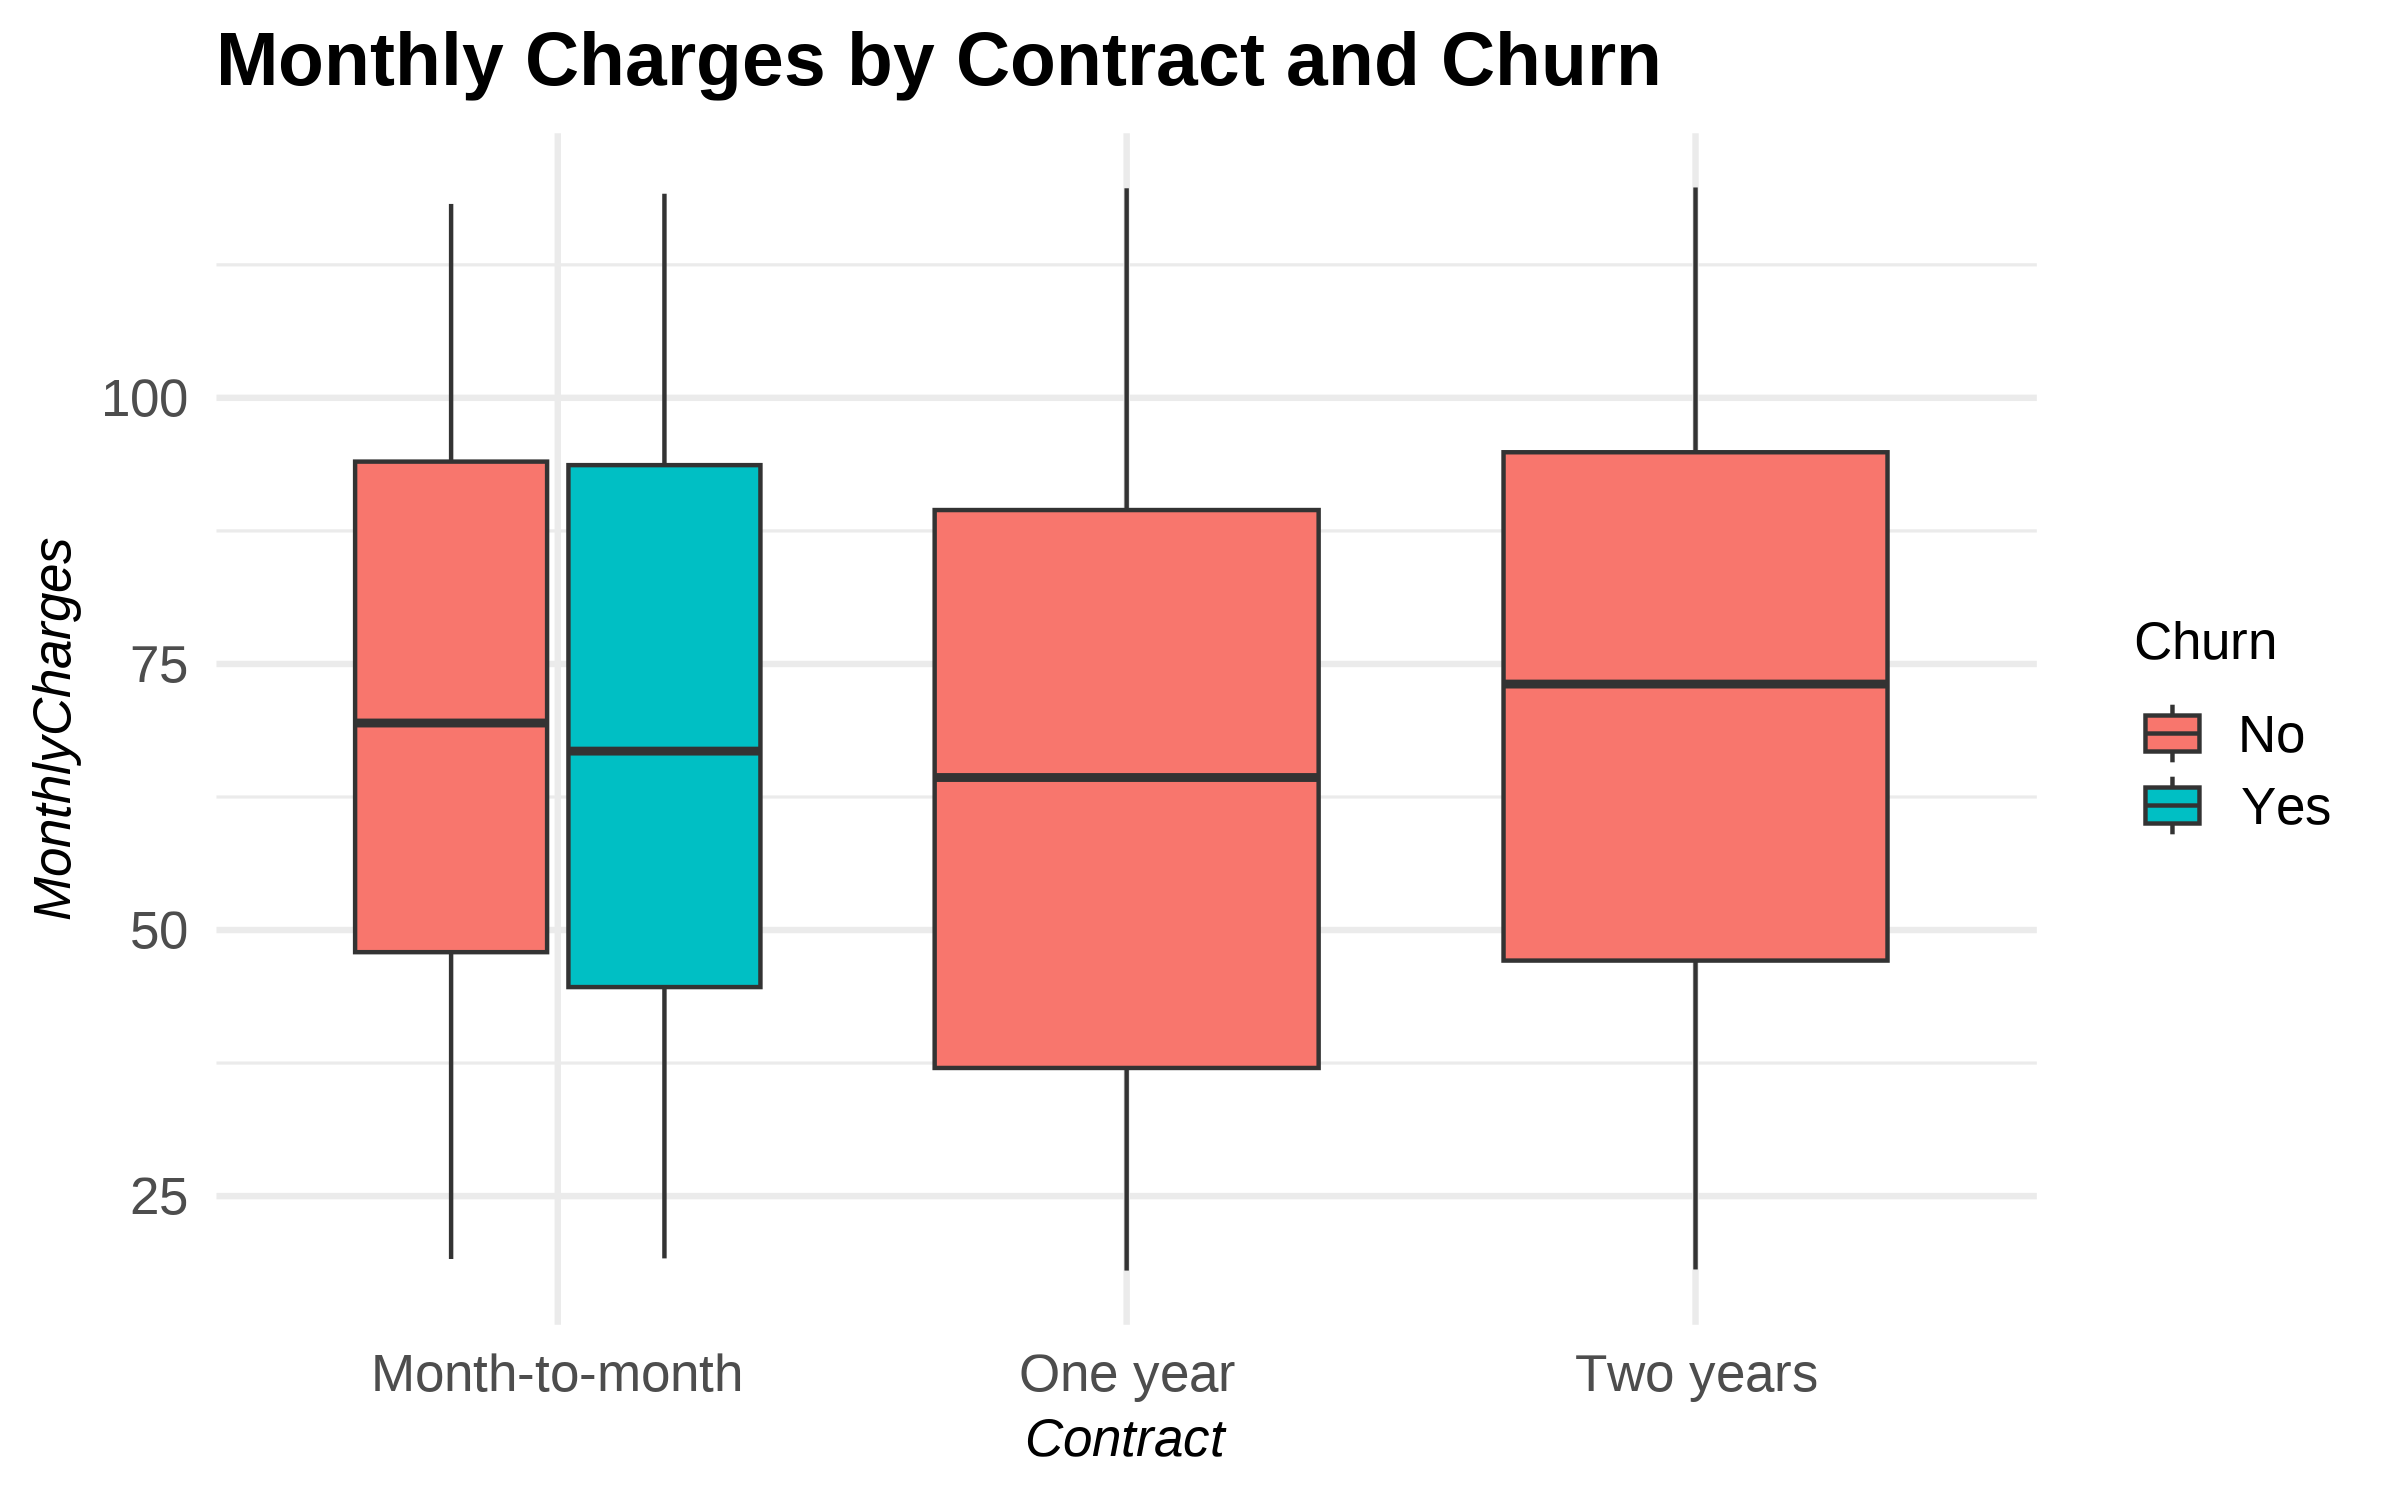 Monthly Charges by Contract and Churn
MonthlyCharges
100
75
50
25
Month-to-month
One year
Two years
Contract
Churn
No
Yes